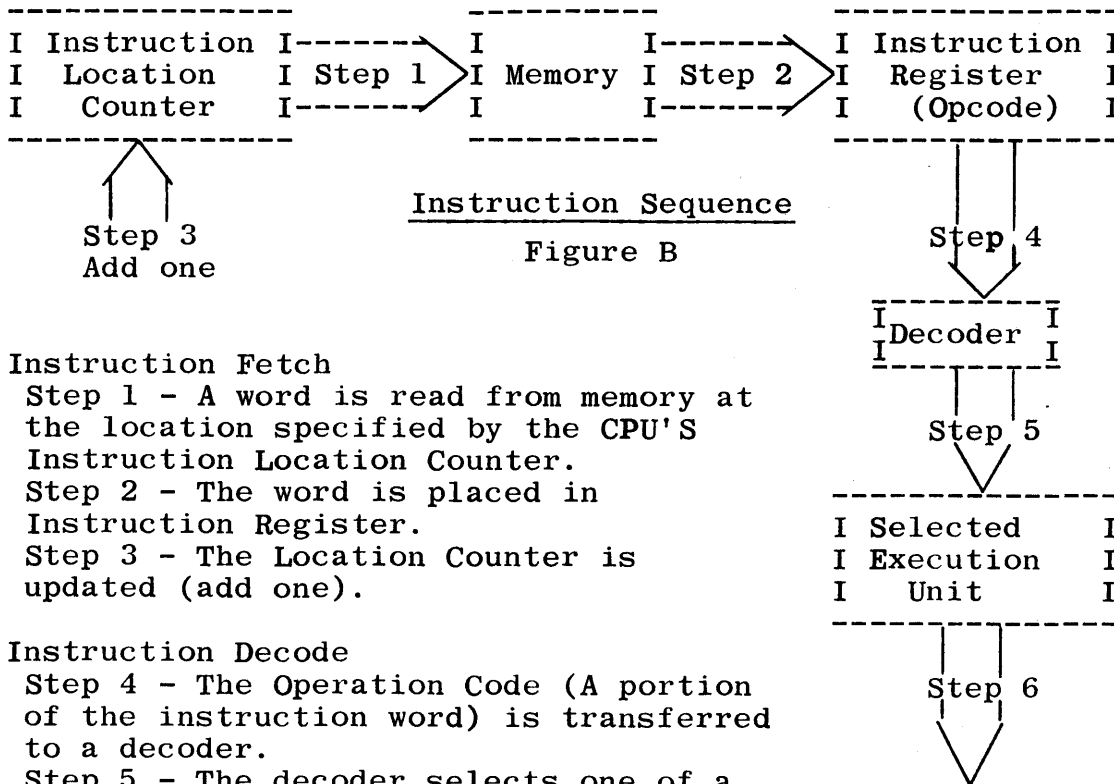 Instruction
Location
Counter
Step 1
Memory
Step 2
Instruction
Register
(Opcode)
Step 3
Add one
Instruction Sequence
Figure B
Step 4
Decoder
Step 5
Selected
Execution
Unit
Step 6
Instruction Fetch
Step 1 - A word is read from memory at
the location specified by the CPU'S
Instruction Location Counter.
Step 2 - The word is placed in
Instruction Register.
Step 3 - The Location Counter is
updated (add one).
Instruction Decode
Step 4 - The Operation Code (A portion
of the instruction word) is transferred
to a decoder.
Step 5 - The decoder selects one of a